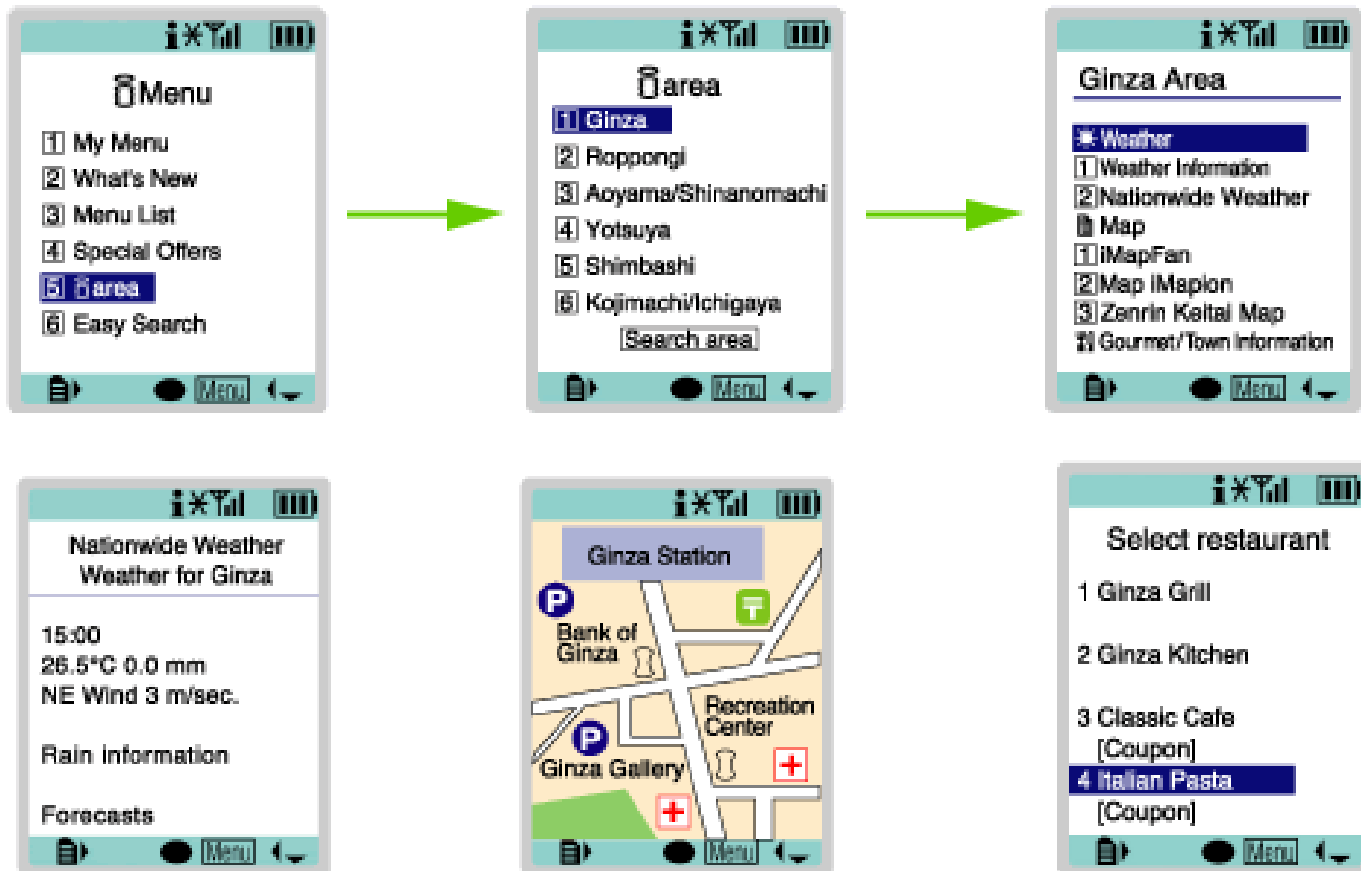 Menu
1 My Menu
2 What's New
3 Menu List
4 Special Offers
5 area
6 Easy Search
Menu
area
1 Ginza
2 Roppongi
3 Aoyama/Shinanomachi
4 Yotsuya
5 Shimbashi
6 Kojimachi/Ichigaya
Search area
Menu
Ginza Area
Weather
1 Weather Information
2 Nationwide Weather
Map
1 iMapFan
2 Map iMapion
3 Zenrin Keitai Map
Gourmet/Town Information
Menu
Nationwide Weather
Weather for Ginza
15:00
26.5°C 0.0 mm
NE Wind 3 m/sec.
Rain information
Forecasts
Menu
Ginza Station
P
Bank of
Ginza
Recreation
Center
P
Ginza Gallery
Menu
Select restaurant
1 Ginza Grill
2 Ginza Kitchen
3 Classic Cafe
[Coupon]
4 Italian Pasta
[Coupon]
Menu